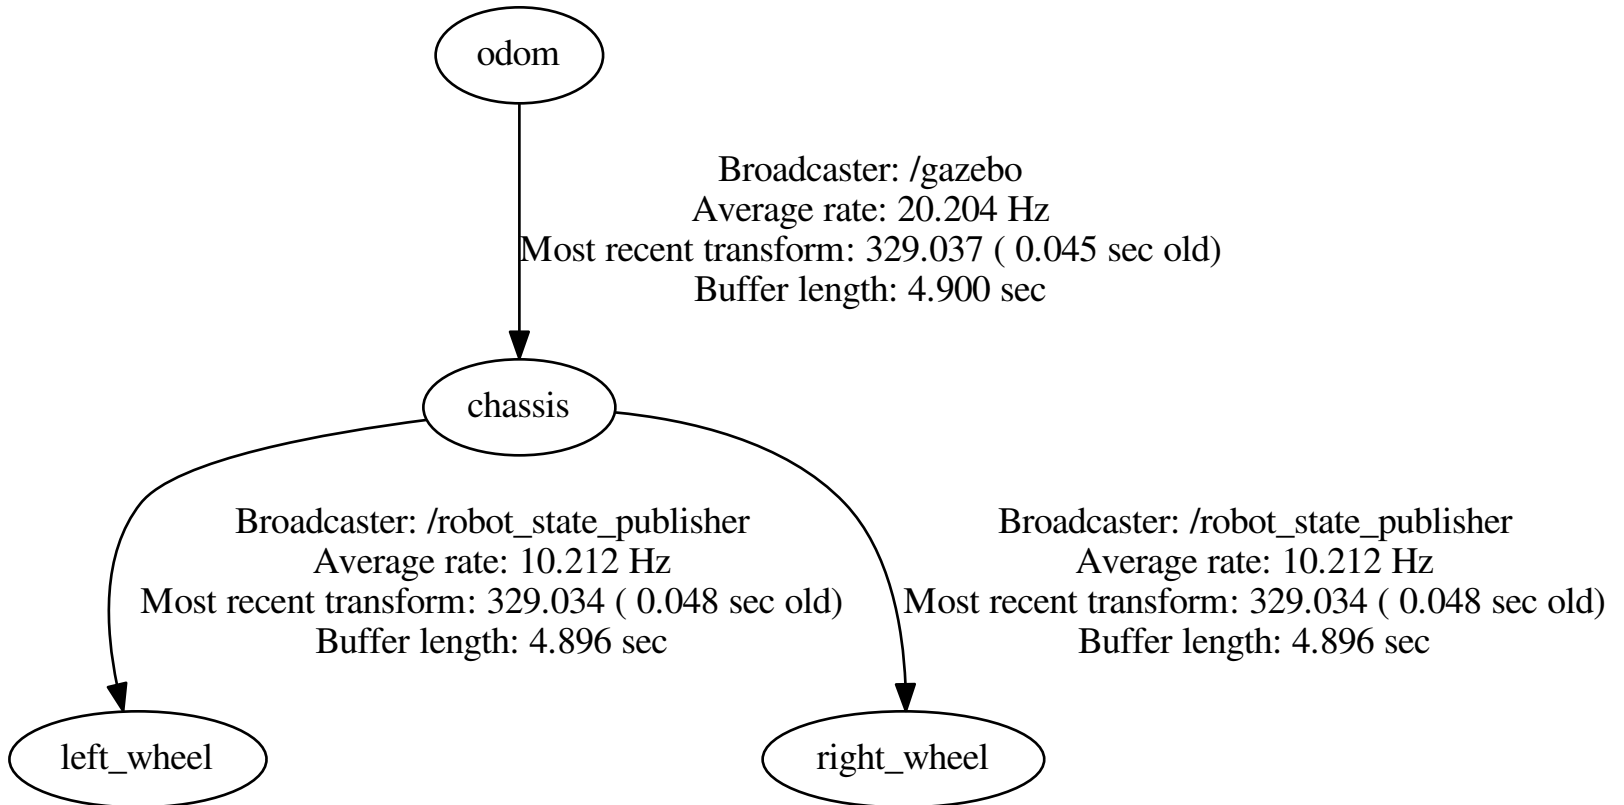 odom
Broadcaster: /gazebo
Average rate: 20.204 Hz
Most recent transform: 329.037 ( 0.045 sec old)
Buffer length: 4.900 sec
chassis
Broadcaster: /robot_state_publisher
Average rate: 10.212 Hz
Most recent transform: 329.034 ( 0.048 sec old)
Buffer length: 4.896 sec
Broadcaster: /robot_state_publisher
Average rate: 10.212 Hz
Most recent transform: 329.034 ( 0.048 sec old)
Buffer length: 4.896 sec
left_wheel
right_wheel